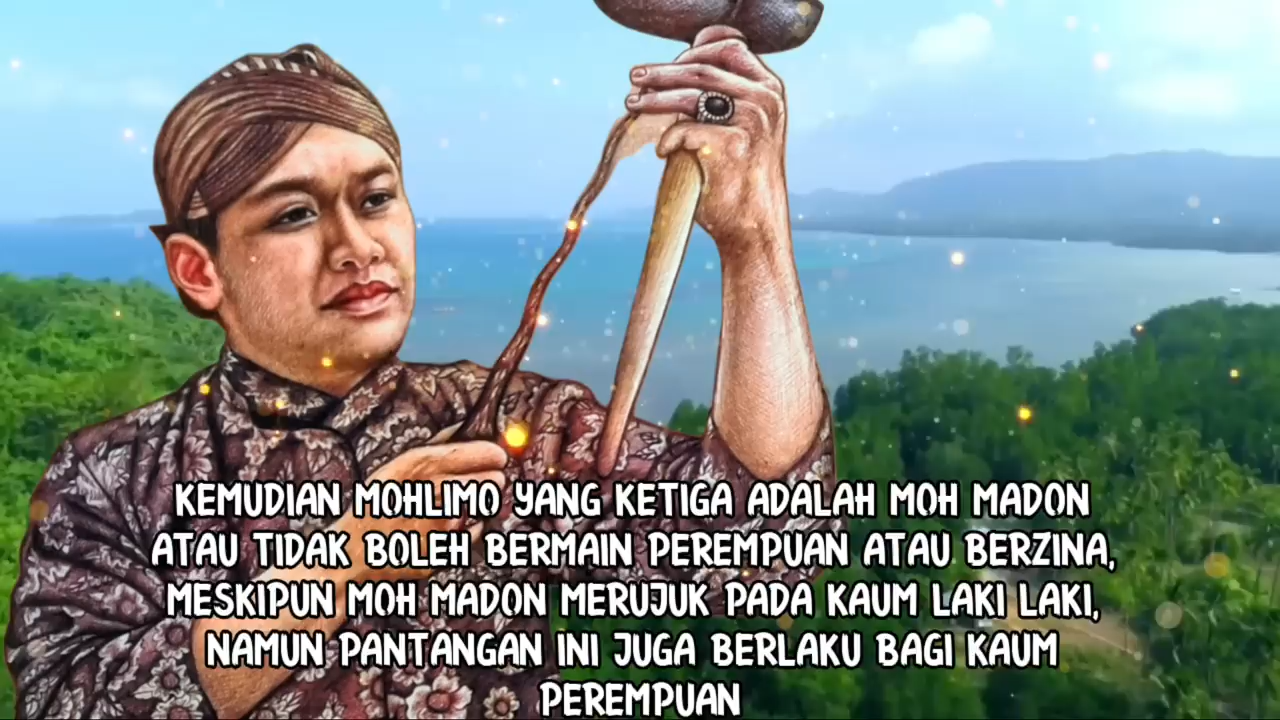 KEMUDIAN MOHLIMO YANG KETIGA ADALAH MOH MADON
ATAU TIDAK BOLEH BERMAIN PEREMPUAN ATAU BERZINA,
MESKIPUN MOH MADON MERUJUK PADA KAUM LAKI LAKI,
NAMUN PANTANGAN INI JUGA BERLAKU BAGI KAUM
PEREMPUAN